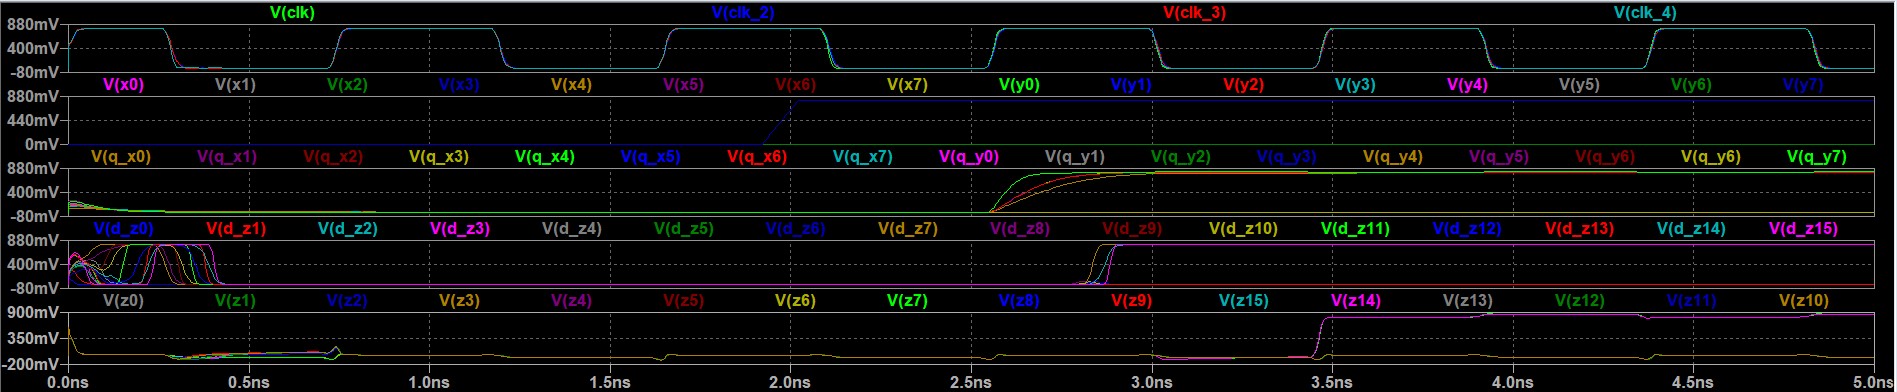 V(clk) V(clk_2) V(clk_3) V(clk_4)
880mV
400mV
-80mV
V(x0) V(x1) V(x2) V(x3) V(x4) V(x5) V(x6) V(x7) V(y0) V(y1) V(y2) V(y3) V(y4) V(y5) V(y6) V(y7)
880mV
440mV
0mV
V(q_x0) V(q_x1) V(q_x2) V(q_x3) V(q_x4) V(q_x5) V(q_x6) V(q_x7) V(q_y0) V(q_y1) V(q_y2) V(q_y3) V(q_y4) V(q_y5) V(q_y6) V(q_y6) V(q_y7)
880mV
400mV
-80mV
V(d_z0) V(d_z1) V(d_z2) V(d_z3) V(d_z4) V(d_z5) V(d_z6) V(d_z7) V(d_z8) V(d_z9) V(d_z10) V(d_z11) V(d_z12) V(d_z13) V(d_z14) V(d_z15)
880mV
400mV
-80mV
V(z0) V(z1) V(z2) V(z3) V(z4) V(z5) V(z6) V(z7) V(z8) V(z9) V(z15) V(z14) V(z13) V(z12) V(z11) V(z10)
900mV
350mV
-200mV
0.0ns 0.5ns 1.0ns 1.5ns 2.0ns 2.5ns 3.0ns 3.5ns 4.0ns 4.5ns 5.0ns